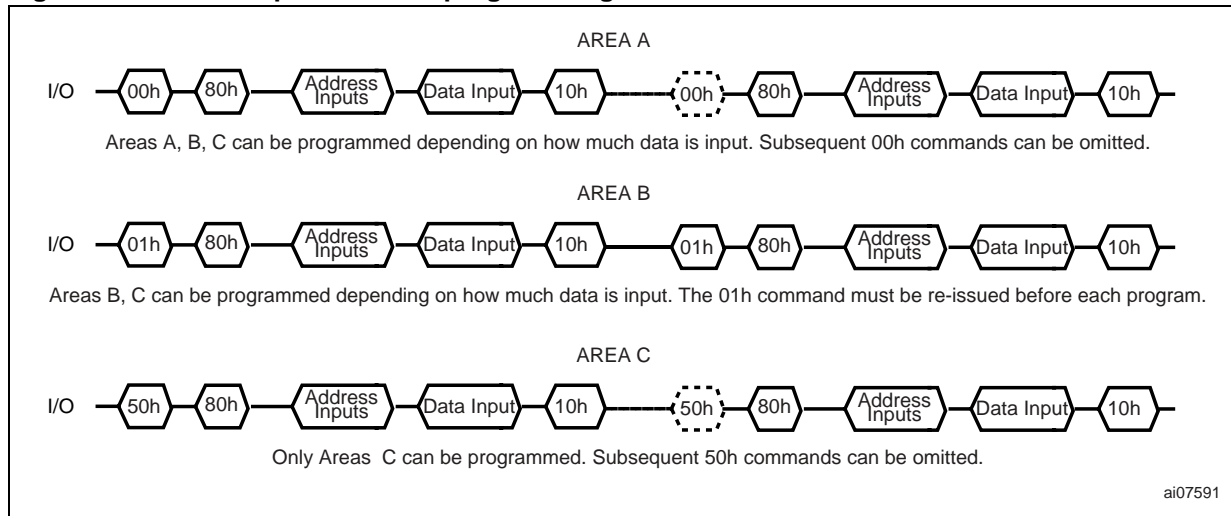 AREA A
I/O 00h 80h Address Inputs Data Input 10h 00h 80h Address Inputs Data Input 10h
Areas A, B, C can be programmed depending on how much data is input. Subsequent 00h commands can be omitted.
AREA B
I/O 01h 80h Address Inputs Data Input 10h 01h 80h Address Inputs Data Input 10h
Areas B, C can be programmed depending on how much data is input. The 01h command must be re-issued before each program.
AREA C
I/O 50h 80h Address Inputs Data Input 10h 50h 80h Address Inputs Data Input 10h
Only Areas C can be programmed. Subsequent 50h commands can be omitted.
ai07591